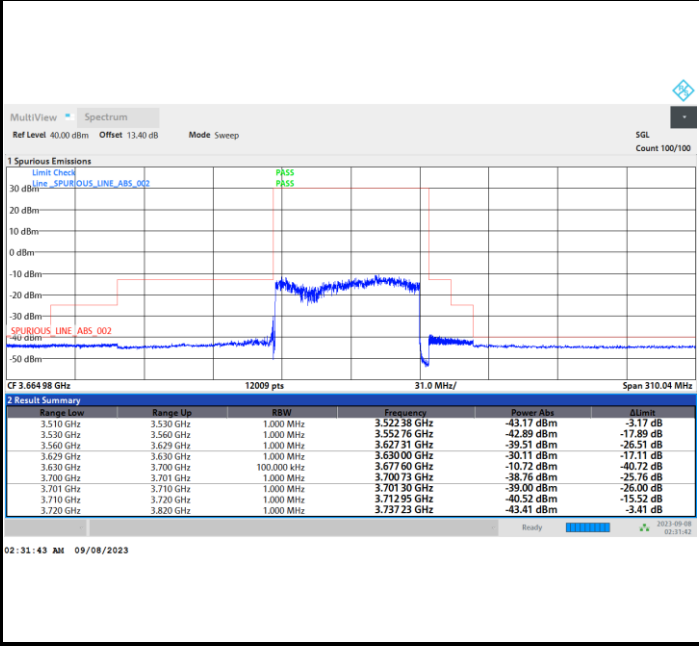 MultiView Spectrum
Ref Level 40.00 dBm Offset 13.40 dB Mode Sweep SGL
Count 100/100
1 Spurious Emissions
Limit Check PASS
Line _SPURIOUS_LINE_ABS_002 PASS
30 dBm
20 dBm
10 dBm
0 dBm
-10 dBm
-20 dBm
-30 dBm
SPURIOUS_LINE_ABS_002
-40 dBm
-50 dBm
CF 3.664 98 GHz 12009 pts 31.0 MHz/ Span 310.04 MHz
2 Result Summary
Range Low Range Up RBW Frequency Power Abs ΔLimit
3.510 GHz 3.530 GHz 1.000 MHz 3.522 38 GHz -43.17 dBm -3.17 dB
3.530 GHz 3.560 GHz 1.000 MHz 3.552 76 GHz -42.89 dBm -17.89 dB
3.560 GHz 3.629 GHz 1.000 MHz 3.627 31 GHz -39.51 dBm -26.51 dB
3.629 GHz 3.630 GHz 1.000 MHz 3.630 00 GHz -30.11 dBm -17.11 dB
3.630 GHz 3.700 GHz 100.000 kHz 3.677 60 GHz -10.72 dBm -40.72 dB
3.700 GHz 3.701 GHz 1.000 MHz 3.700 73 GHz -38.76 dBm -25.76 dB
3.701 GHz 3.710 GHz 1.000 MHz 3.701 30 GHz -39.00 dBm -26.00 dB
3.710 GHz 3.720 GHz 1.000 MHz 3.712 95 GHz -40.52 dBm -15.52 dB
3.720 GHz 3.820 GHz 1.000 MHz 3.737 23 GHz -43.41 dBm -3.41 dB
Ready 2023-09-08
02:31:42
02:31:43 AM 09/08/2023